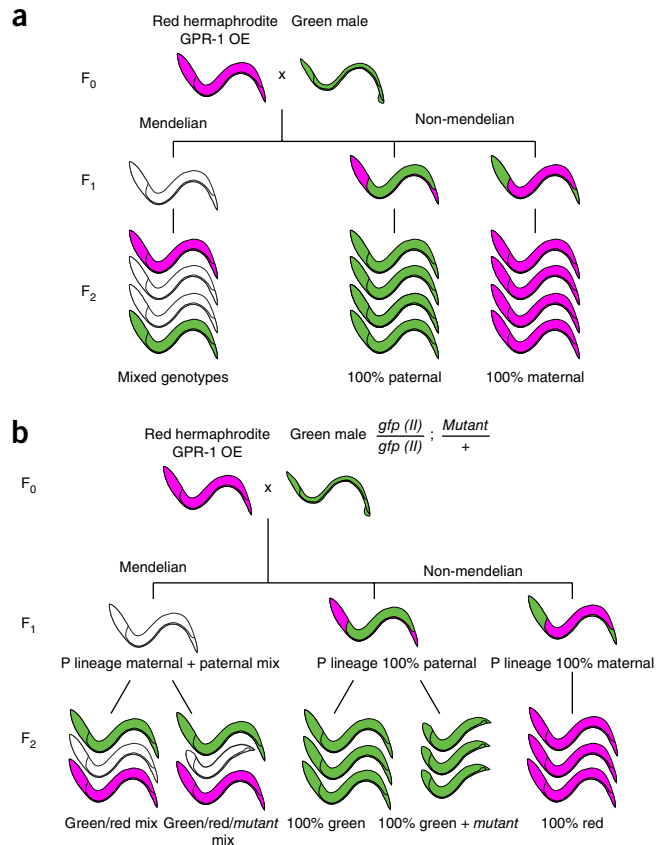 a
Red hermaphrodite
GPR-1 OE
Green male
F0
x
Mendelian
Non-mendelian
F1
F2
Mixed genotypes
100% paternal
100% maternal
b
Red hermaphrodite
GPR-1 OE
Green male
gfp (II)
gfp (II)
;
Mutant
+
F0
x
Mendelian
Non-mendelian
F1
P lineage maternal + paternal mix
P lineage 100% paternal
P lineage 100% maternal
F2
Green/red mix
Green/red/mutant
mix
100% green
100% green + mutant
100% red